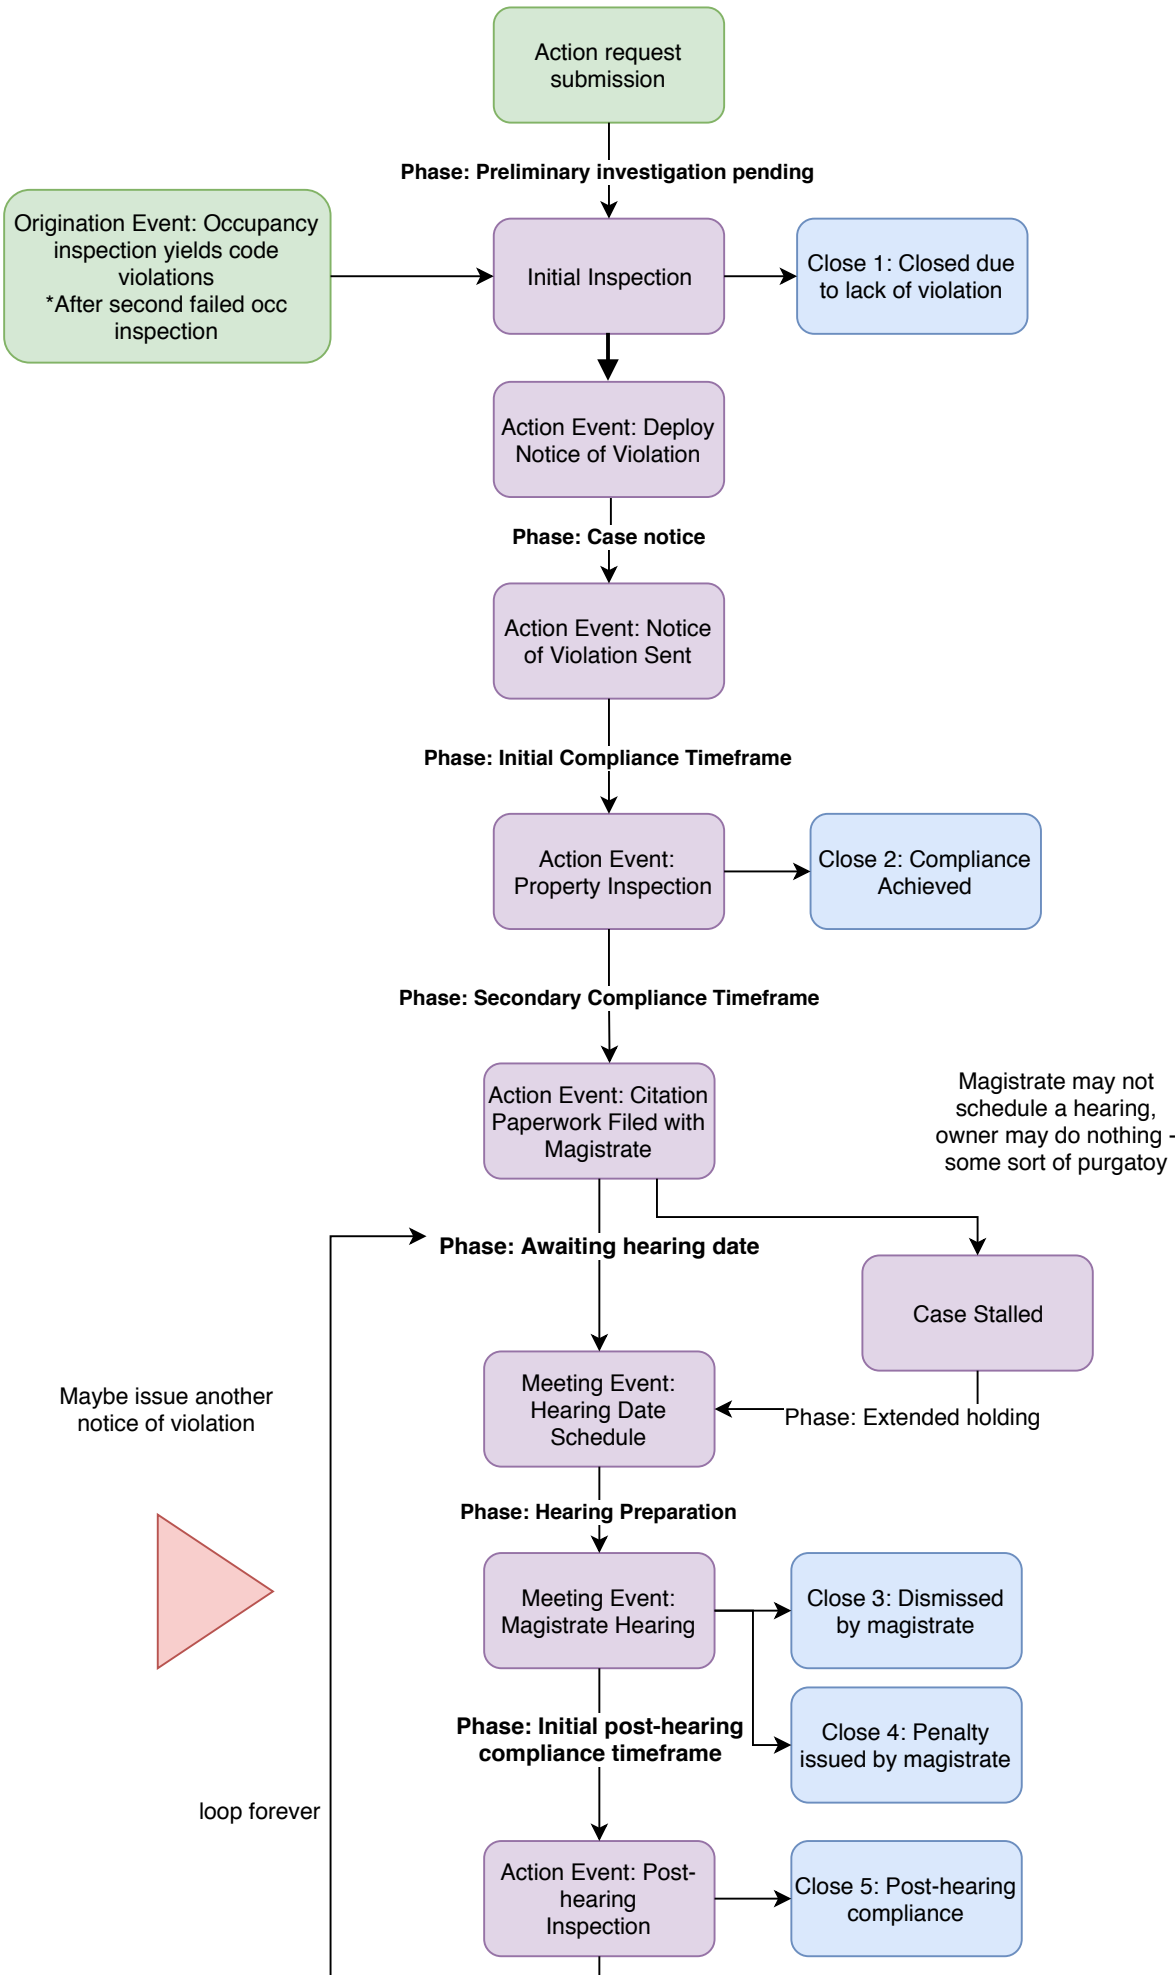 Action request
submission
Phase: Preliminary investigation pending
Origination Event: Occupancy
inspection yields code
violations
*After second failed occ
inspection
Initial Inspection
Close 1: Closed due
to lack of violation
Action Event: Deploy
Notice of Violation
Phase: Case notice
Action Event: Notice
of Violation Sent
Phase: Initial Compliance Timeframe
Action Event:
Property Inspection
Close 2: Compliance
Achieved
Phase: Secondary Compliance Timeframe
Action Event: Citation
Paperwork Filed with
Magistrate
Magistrate may not
schedule a hearing,
owner may do nothing -
some sort of purgatoy
Phase: Awaiting hearing date
Case Stalled
Maybe issue another
notice of violation
Meeting Event:
Hearing Date
Schedule
Phase: Extended holding
Phase: Hearing Preparation
Meeting Event:
Magistrate Hearing
Close 3: Dismissed
by magistrate
Phase: Initial post-hearing
compliance timeframe
Close 4: Penalty
issued by magistrate
loop forever
Action Event: Post-
hearing
Inspection
Close 5: Post-hearing
compliance